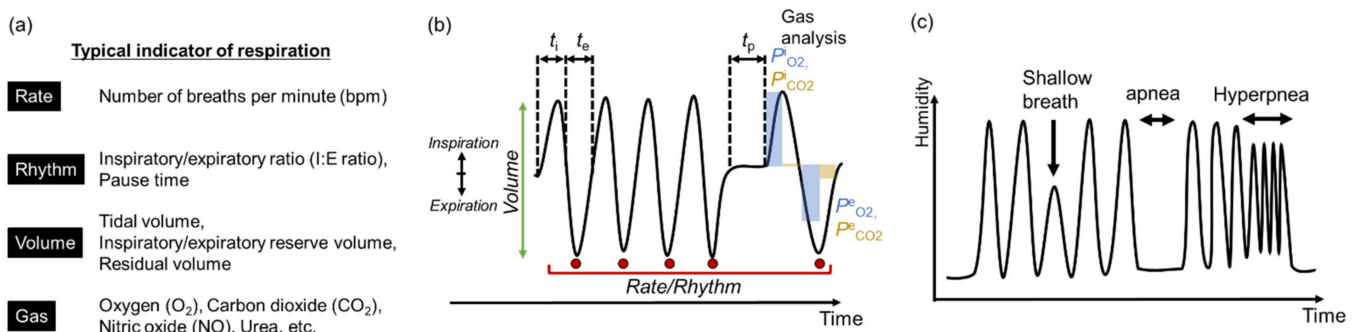 (a)
Typical indicator of respiration
Rate Number of breaths per minute (bpm)
Rhythm Inspiratory/expiratory ratio (I:E ratio),
Pause time
Volume Tidal volume,
Inspiratory/expiratory reserve volume,
Residual volume
Gas Oxygen (O2), Carbon dioxide (CO2),
Nitric oxide (NO), Urea, etc.
(b)
ti te tp
Gas
analysis
PiO2,
PiCO2
Inspiration
Expiration
Volume
PeO2,
PeCO2
Rate/Rhythm
Time
(c)
Humidity
Shallow
breath
apnea
Hyperpnea
Time